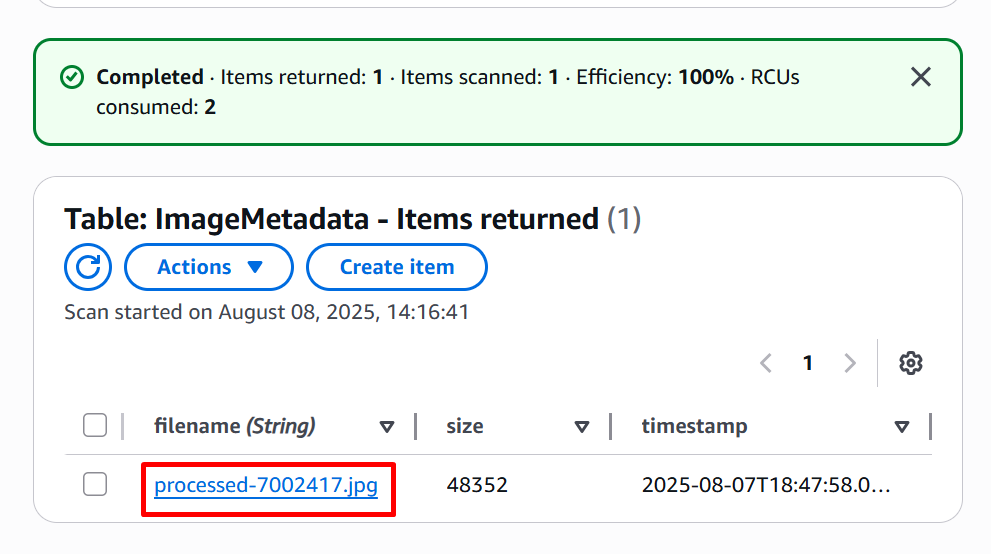 Completed · Items returned: 1 · Items scanned: 1 · Efficiency: 100% · RCUs
consumed: 2
Table: ImageMetadata - Items returned (1)
Actions
Create item
Scan started on August 08, 2025, 14:16:41
1
filename (String) size timestamp
processed-7002417.jpg 48352 2025-08-07T18:47:58.0...